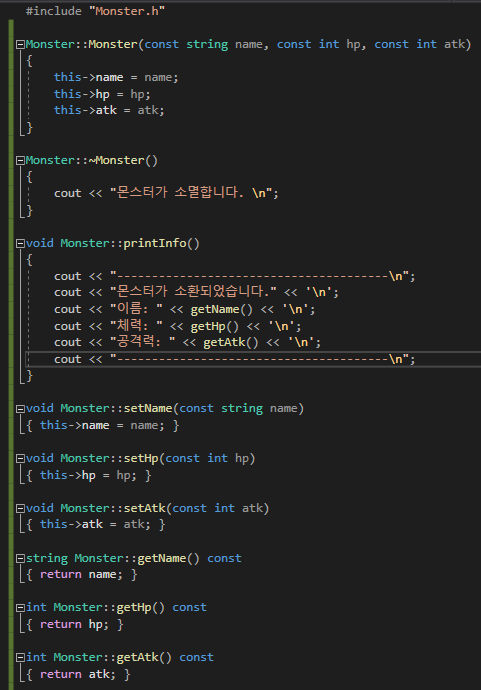 #include "Monster.h"
Monster::Monster(const string name, const int hp, const int atk)
{
this->name = name;
this->hp = hp;
this->atk = atk;
}
Monster::~Monster()
{
cout << "몬스터가 소멸합니다. \n";
}
void Monster::printInfo()
{
cout << "---------------------------------------\n";
cout << "몬스터가 소환되었습니다." << '\n';
cout << "이름: " << getName() << '\n';
cout << "체력: " << getHp() << '\n';
cout << "공격력: " << getAtk() << '\n';
cout << "---------------------------------------\n";
}
void Monster::setName(const string name)
{ this->name = name; }
void Monster::setHp(const int hp)
{ this->hp = hp; }
void Monster::setAtk(const int atk)
{ this->atk = atk; }
string Monster::getName() const
{ return name; }
int Monster::getHp() const
{ return hp; }
int Monster::getAtk() const
{ return atk; }